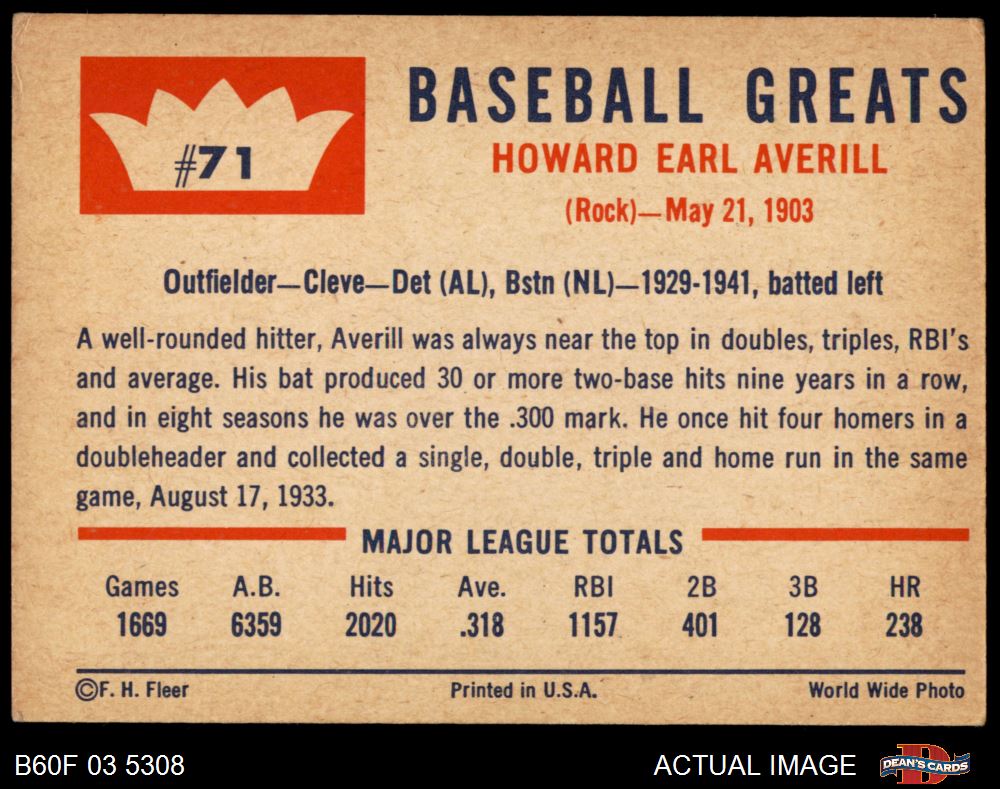 #71
BASEBALL GREATS
HOWARD EARL AVERILL
(Rock)—May 21, 1903
Outfielder—Cleve—Det (AL), Bstn (NL)—1929-1941, batted left
A well-rounded hitter, Averill was always near the top in doubles, triples, RBI's
and average. His bat produced 30 or more two-base hits nine years in a row,
and in eight seasons he was over the .300 mark. He once hit four homers in a
doubleheader and collected a single, double, triple and home run in the same
game, August 17, 1933.
MAJOR LEAGUE TOTALS
Games A.B. Hits Ave. RBI 2B 3B HR
1669 6359 2020 .318 1157 401 128 238
©F. H. Fleer Printed in U.S.A. World Wide Photo
B60F 03 5308 ACTUAL IMAGE D DEAN'S CARDS